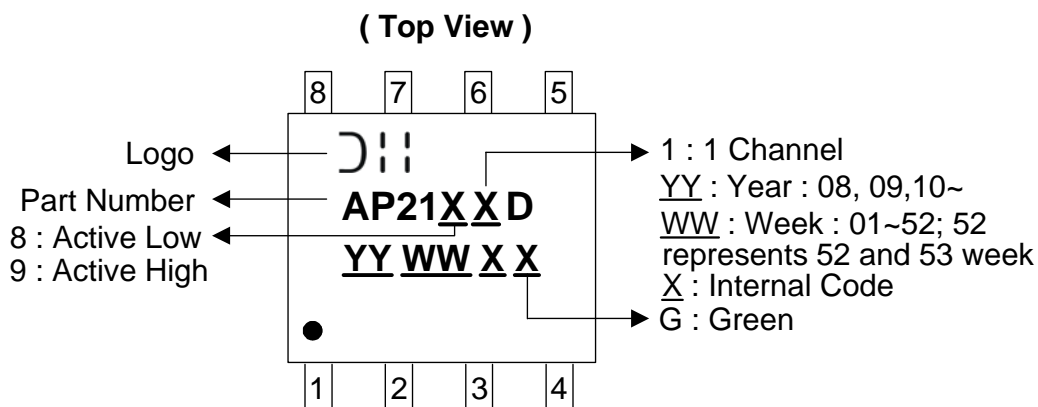 ( Top View )
8 7 6 5
Logo
Part Number
8 : Active Low
9 : Active High
AP21X X D
YY WW X X
1 : 1 Channel
YY : Year : 08, 09,10~
WW : Week : 01~52; 52
represents 52 and 53 week
X : Internal Code
G : Green
1 2 3 4